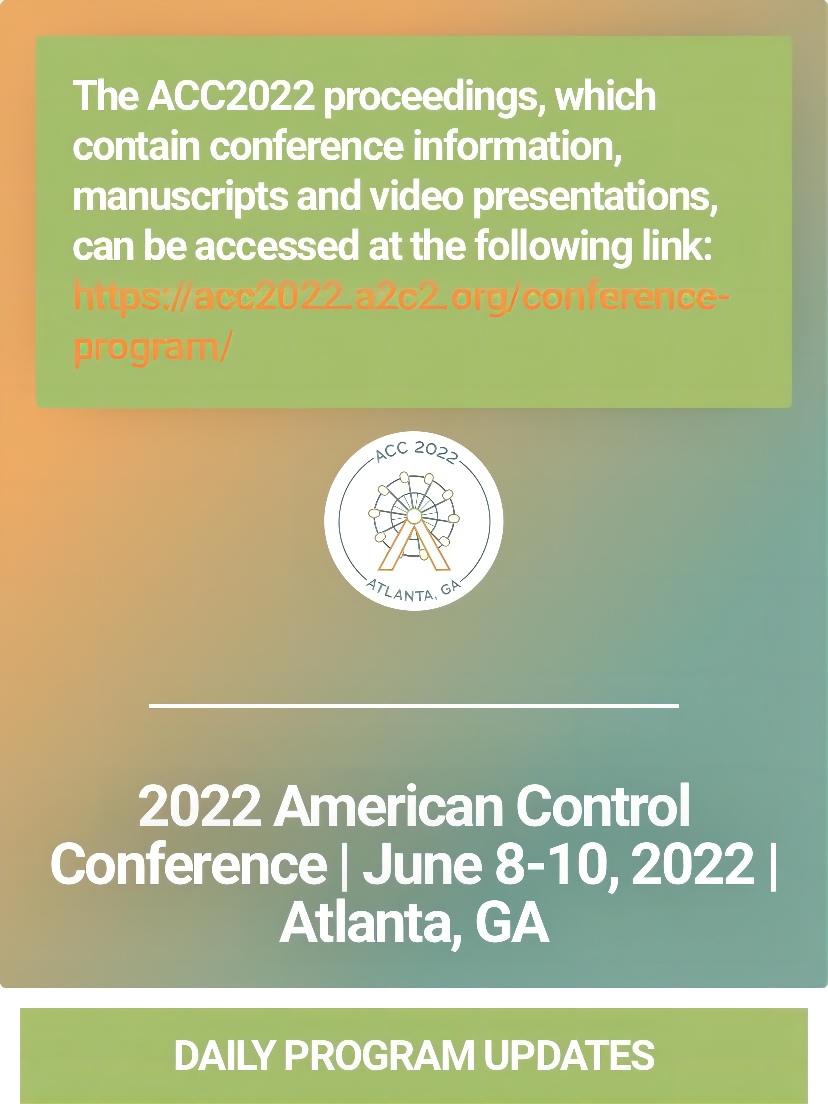 The ACC2022 proceedings, which
contain conference information,
manuscripts and video presentations,
can be accessed at the following link:
https://acc2022.a2c2.org/conference-
program/
ACC 2022
ATLANTA, GA
2022 American Control
Conference | June 8-10, 2022 |
Atlanta, GA
DAILY PROGRAM UPDATES